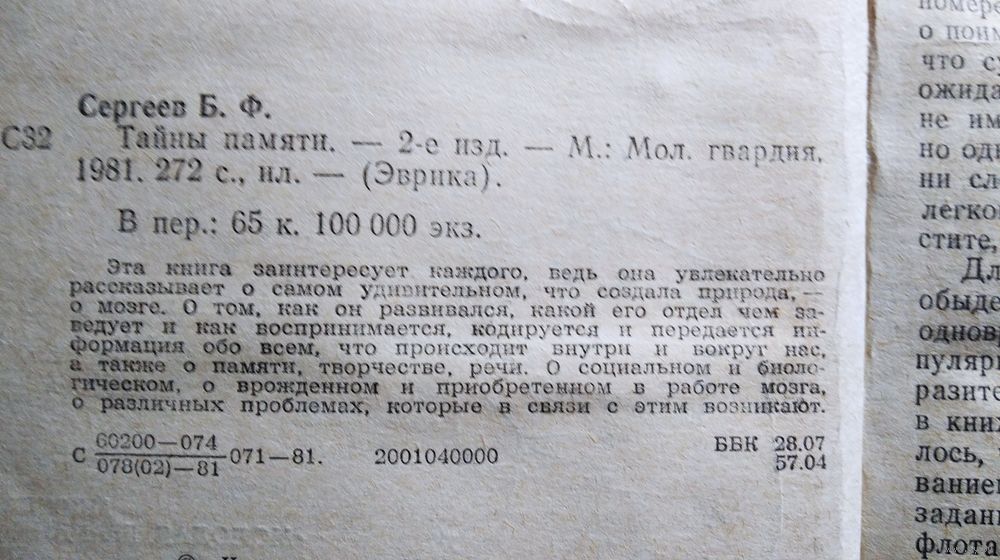 Сергеев Б. Ф.
С32 Тайны памяти. — 2-е изд. — М.: Мол. гвардия,
1981. 272 с., ил. — (Эврика).
В пер.: 65 к. 100 000 экз.
Эта книга заинтересует каждого, ведь она увлекательно
рассказывает о самом удивительном, что создала природа, —
о мозге. О том, как он развивался, какой его отдел чем за-
ведует и как воспринимается, кодируется и передается ин-
формация обо всем, что происходит внутри и вокруг нас,
а также о памяти, творчестве, речи. О социальном и биоло-
гическом, о врожденном и приобретенном в работе мозга,
о различных проблемах, которые в связи с этим возникают.
С 60200—074
078(02)—81 071—81. 2001040000
ББК 28.07
57.04
о
что
ожида
не им
но одн
ни сл
легко
стите,
Дл
обыде
однов
пуляр
разите
в кни
лось,
вание
задан
флота